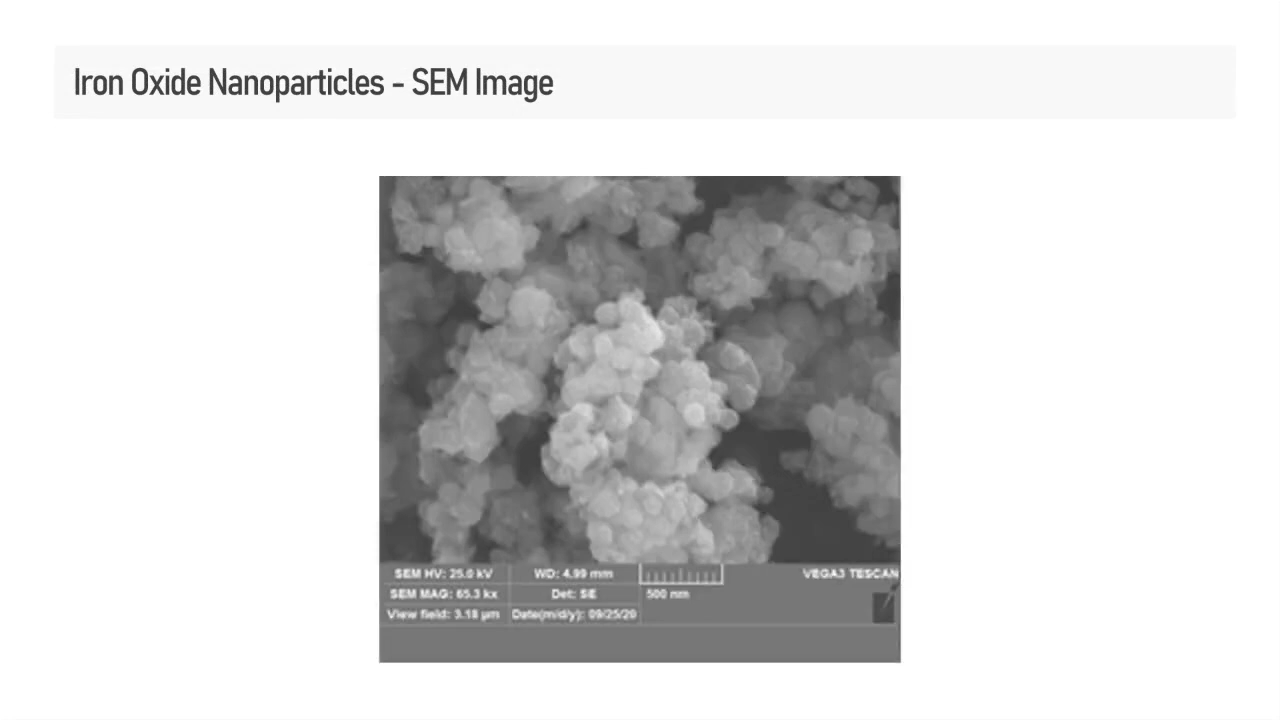 Iron Oxide Nanoparticles - SEM Image
SEM HV: 25.0 kV
WD: 4.99 mm
VEGA3 TESCAN
SEM MAG: 65.3 kx
Det: SE
500 nm
View field: 3.18 µm
Date(m/d/y): 09/25/20